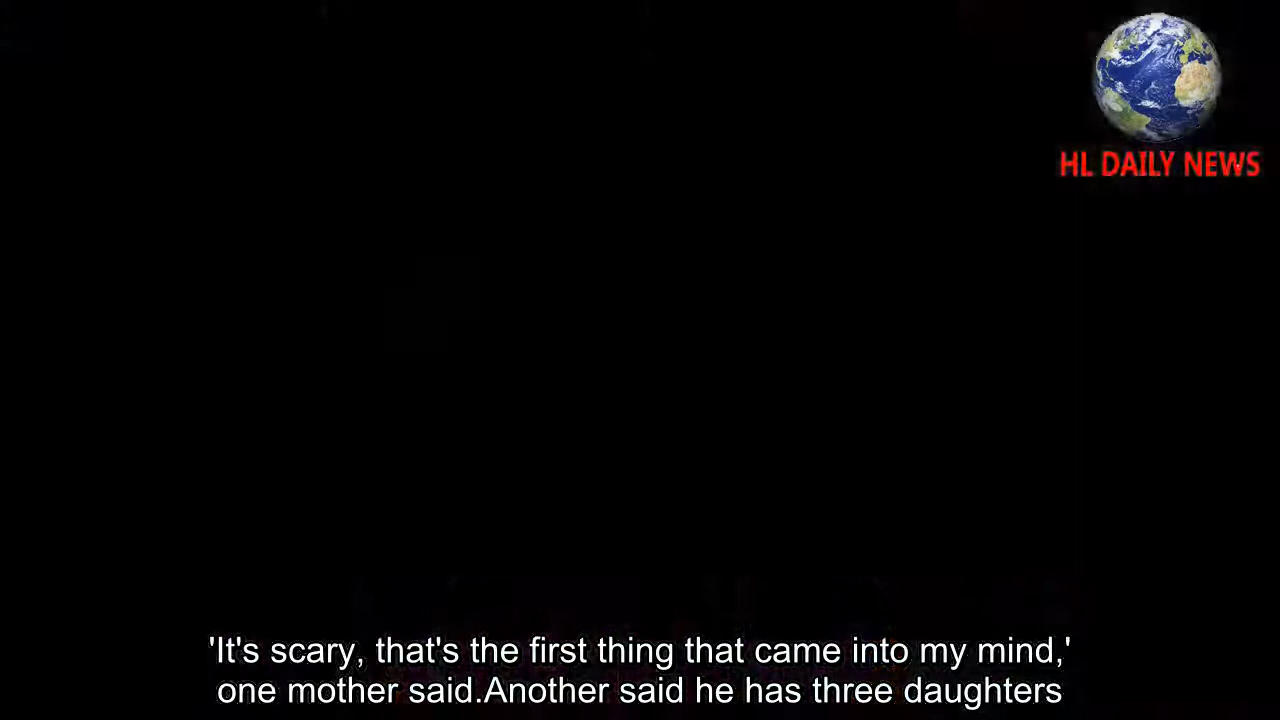 HL DAILY NEWS
'It's scary, that's the first thing that came into my mind,'
one mother said.Another said he has three daughters